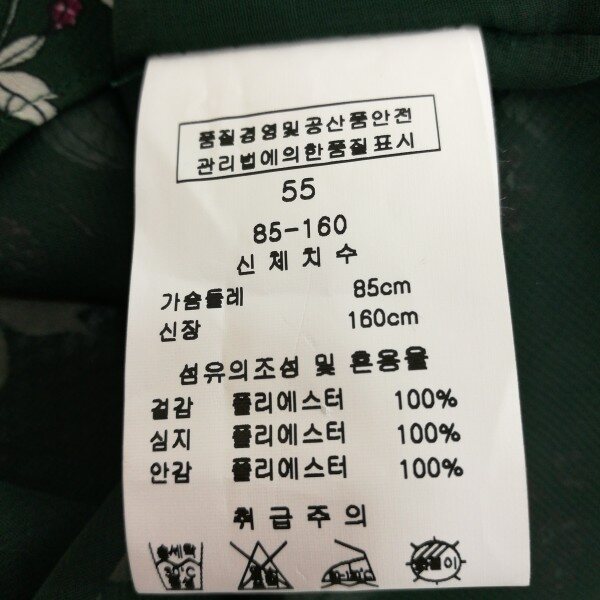 품질경영및공산품안전
관리법에의한품질표시
55
85-160
신체치수
가슴둘레 85cm
신장 160cm
섬유의조성 및 혼용율
겉감 폴리에스터 100%
심지 폴리에스터 100%
안감 폴리에스터 100%
취급주의